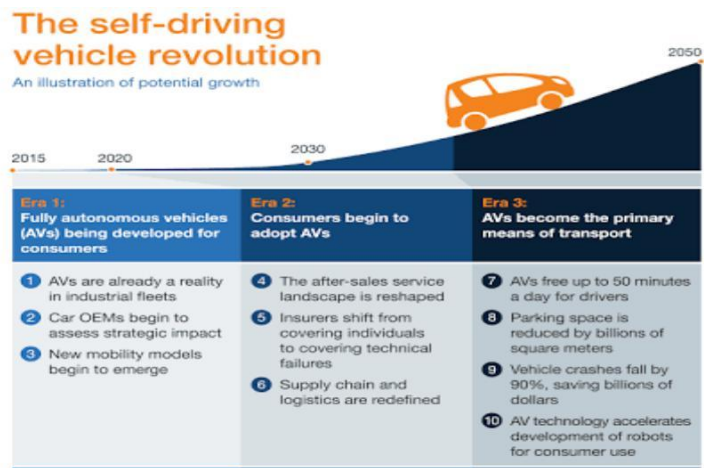 The self-driving
vehicle revolution
An illustration of potential growth
2050
2030
2015
2020
Era 1:
Fully autonomous vehicles
(AVs) being developed for
consumers
1 AVs are already a reality
in industrial fleets
2 Car OEMs begin to
assess strategic impact
3 New mobility models
begin to emerge
Era 2:
Consumers begin to
adopt AVs
4 The after-sales service
landscape is reshaped
5 Insurers shift from
covering individuals
to covering technical
failures
6 Supply chain and
logistics are redefined
Era 3:
AVs become the primary
means of transport
7 AVs free up to 50 minutes
a day for drivers
8 Parking space is
reduced by billions of
square meters
9 Vehicle crashes fall by
90%, saving billions of
dollars
10 AV technology accelerates
development of robots
for consumer use